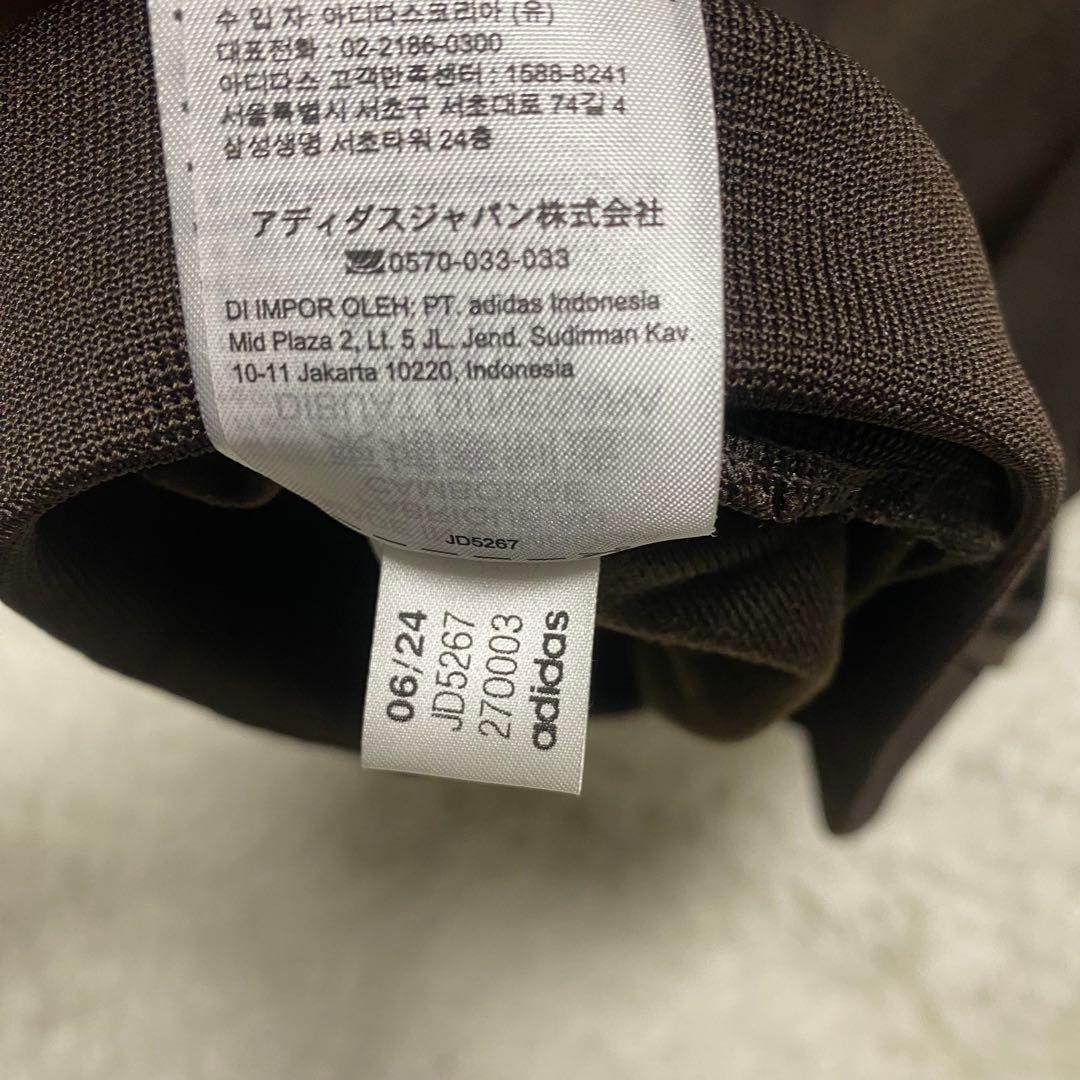 수 입 자: 아디다스코리아 (유)
대표전화 : 02-2186-0300
아디다스 고객만족센터 : 1588-8241
서울특별시 서초구 서초대로 74길 4
삼성생명 서초타워 24층
アディダスジャパン株式会社
0570-033-033
DI IMPOR OLEH: PT. adidas Indonesia
Mid Plaza 2, Lt. 5 JL. Jend. Sudirman Kav.
10-11 Jakarta 10220, Indonesia
JD5267
06/24
JD5267
270003
adidas